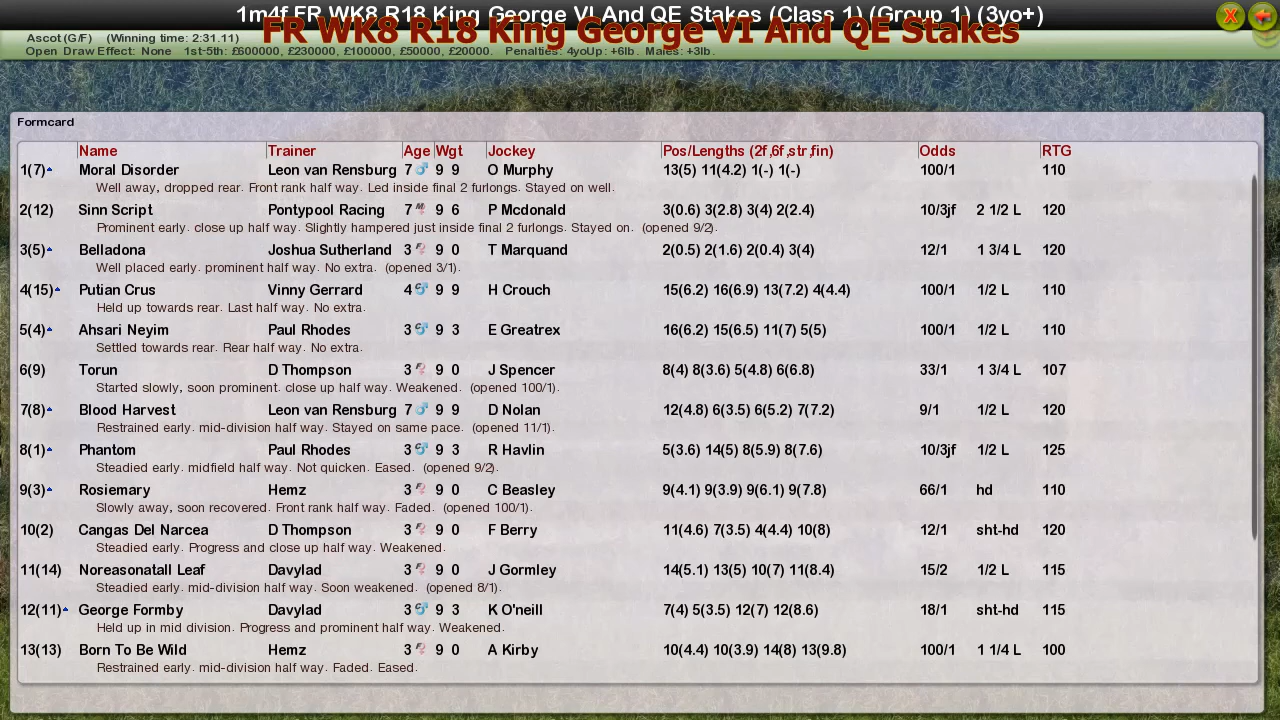 1m4f FR WK8 R18 King George VI And QE Stakes (Class 1) (Group 1) (3yo+)
FR WK8 R18 King George VI And QE Stakes
Ascot(G/F) (Winning time: 2:31.11)
Open Draw Effect: None 1st-5th: £600000, £230000, £100000, £50000, £20000. Penalties: 4yoUp: +6lb. Males: +3lb.
Formcard
Name Trainer Age Wgt Jockey Pos/Lengths (2f,6f,str,fin) Odds RTG
1(7) Moral Disorder Leon van Rensburg 7 9 9 O Murphy 13(5) 11(4.2) 1(-) 1(-) 100/1 110
Well away, dropped rear. Front rank half way. Led inside final 2 furlongs. Stayed on well.
2(12) Sinn Script Pontypool Racing 7 9 6 P Mcdonald 3(0.6) 3(2.8) 3(4) 2(2.4) 10/3jf 2 1/2 L 120
Prominent early. close up half way. Slightly hampered just inside final 2 furlongs. Stayed on. (opened 9/2).
3(5) Belladona Joshua Sutherland 3 9 0 T Marquand 2(0.5) 2(1.6) 2(0.4) 3(4) 12/1 1 3/4 L 120
Well placed early. prominent half way. No extra. (opened 3/1).
4(15) Putian Crus Vinny Gerrard 4 9 9 H Crouch 15(6.2) 16(6.9) 13(7.2) 4(4.4) 100/1 1/2 L 110
Held up towards rear. Last half way. No extra.
5(4) Ahsari Neyim Paul Rhodes 3 9 3 E Greatrex 16(6.2) 15(6.5) 11(7) 5(5) 100/1 1/2 L 110
Settled towards rear. Rear half way. No extra.
6(9) Torun D Thompson 3 9 0 J Spencer 8(4) 8(3.6) 5(4.8) 6(6.8) 33/1 1 3/4 L 107
Started slowly, soon prominent. close up half way. Weakened. (opened 100/1).
7(8) Blood Harvest Leon van Rensburg 7 9 9 D Nolan 12(4.8) 6(3.5) 6(5.2) 7(7.2) 9/1 1/2 L 120
Restrained early. mid-division half way. Stayed on same pace. (opened 11/1).
8(1) Phantom Paul Rhodes 3 9 3 R Havlin 5(3.6) 14(5) 8(5.9) 8(7.6) 10/3jf 1/2 L 125
Steadied early. midfield half way. Not quicken. Eased. (opened 9/2).
9(3) Rosiemary Hemz 3 9 0 C Beasley 9(4.1) 9(3.9) 9(6.1) 9(7.8) 66/1 hd 110
Slowly away, soon recovered. Front rank half way. Faded. (opened 100/1).
10(2) Cangas Del Narcea D Thompson 3 9 0 F Berry 11(4.6) 7(3.5) 4(4.4) 10(8) 12/1 sht-hd 120
Steadied early. Progress and close up half way. Weakened.
11(14) Noreasonatall Leaf Davylad 3 9 0 J Gormley 14(5.1) 13(5) 10(7) 11(8.4) 15/2 1/2 L 115
Steadied early. mid-division half way. Soon weakened. (opened 8/1).
12(11) George Formby Davylad 3 9 3 K O'neill 7(4) 5(3.5) 12(7) 12(8.6) 18/1 sht-hd 115
Held up in mid division. Progress and prominent half way. Weakened.
13(13) Born To Be Wild Hemz 3 9 0 A Kirby 10(4.4) 10(3.9) 14(8) 13(9.8) 100/1 1 1/4 L 100
Restrained early. mid-division half way. Faded. Eased.